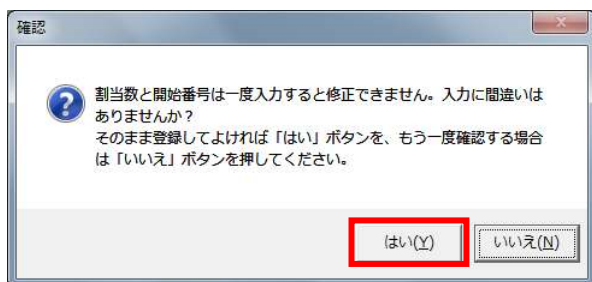 確認
割当数と開始番号は一度入力すると修正できません。入力に間違いは
ありませんか？
そのまま登録してよければ「はい」ボタンを、もう一度確認する場合
は「いいえ」ボタンを押してください。
はい(Y) いいえ(N)